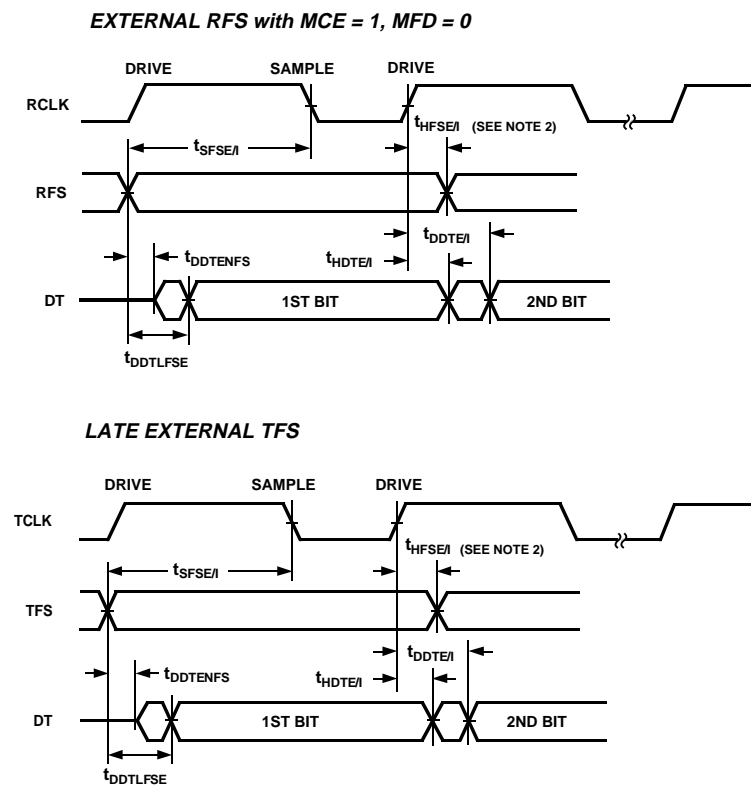 EXTERNAL RFS with MCE = 1, MFD = 0
DRIVE SAMPLE DRIVE
RCLK
tHFSE/I (SEE NOTE 2)
tSFSE/I
RFS
tDDTE/I
tDDTENFS
tHDTE/I
DT 1ST BIT 2ND BIT
tDDTLFSE
LATE EXTERNAL TFS
DRIVE SAMPLE DRIVE
TCLK
tHFSE/I (SEE NOTE 2)
tSFSE/I
TFS
tDDTE/I
tDDTENFS
tHDTE/I
DT 1ST BIT 2ND BIT
tDDTLFSE